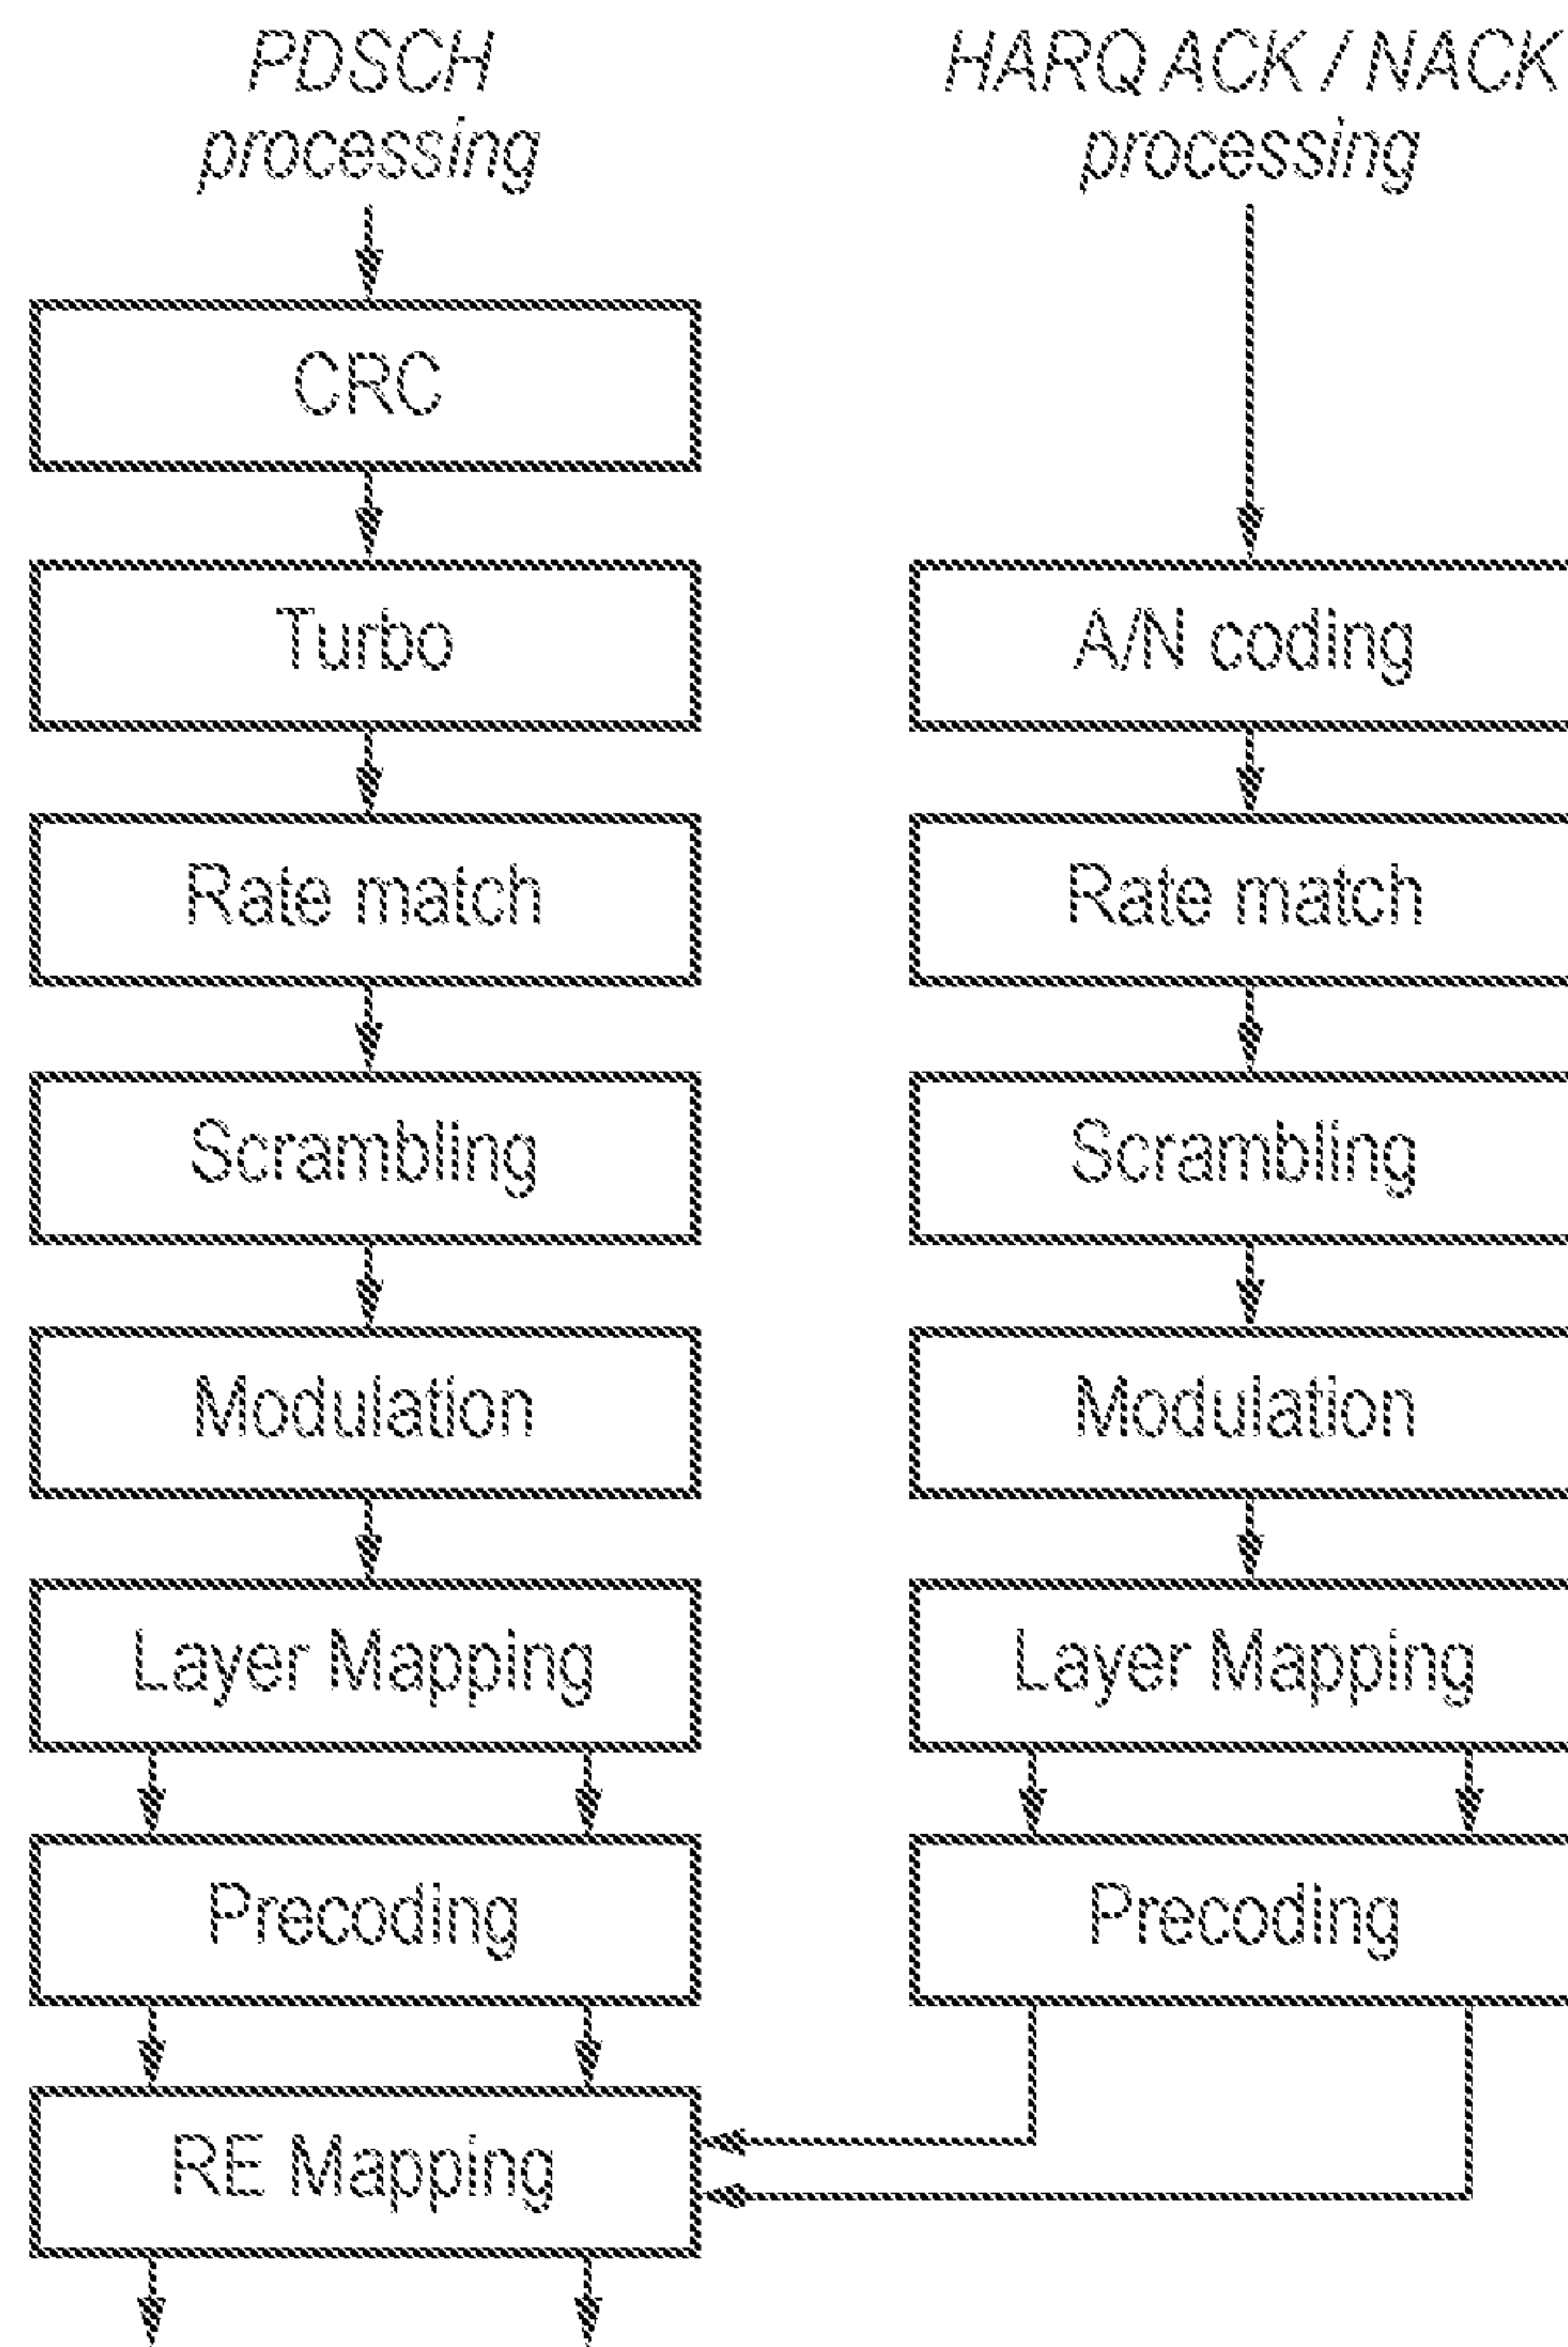 PDSCH
processing
CRC
Turbo
Rate match
Scrambling
Modulation
Layer Mapping
Precoding
RE Mapping
HARQ ACK / NACK
processing
A/N coding
Rate match
Scrambling
Modulation
Layer Mapping
Precoding